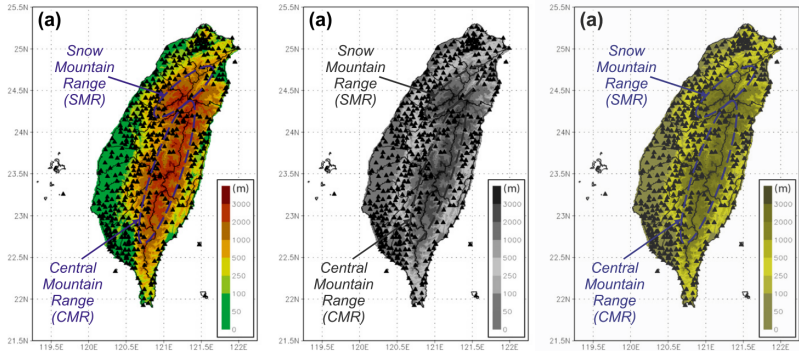 (a)
25.5N
25N
24.5N
24N
23.5N
23N
22.5N
22N
21.5N
119.5E 120E 120.5E 121E 121.5E 122E
Snow
Mountain
Range
(SMR)
Central
Mountain
Range
(CMR)
(m)
3000
2000
1000
500
250
100
50
0
(a)
25.5N
25N
24.5N
24N
23.5N
23N
22.5N
22N
21.5N
119.5E 120E 120.5E 121E 121.5E 122E
Snow
Mountain
Range
(SMR)
Central
Mountain
Range
(CMR)
(m)
3000
2000
1000
500
250
100
50
0
(a)
25.5N
25N
24.5N
24N
23.5N
23N
22.5N
22N
21.5N
119.5E 120E 120.5E 121E 121.5E 122E
Snow
Mountain
Range
(SMR)
Central
Mountain
Range
(CMR)
(m)
3000
2000
1000
500
250
100
50
0